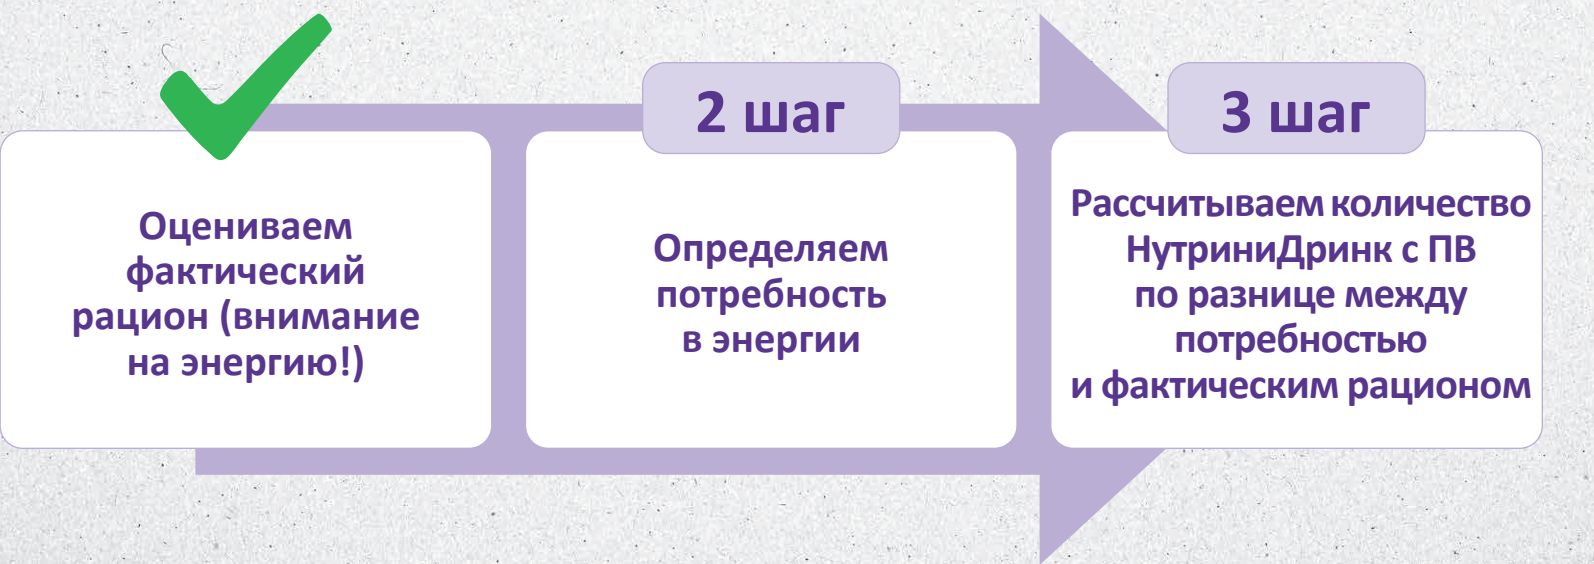 Оцениваем
фактический
рацион (внимание
на энергию!)
2 шаг
Определяем
потребность
в энергии
3 шаг
Рассчитываем количество
НутриниДринк с ПВ
по разнице между
потребностью
и фактическим рационом